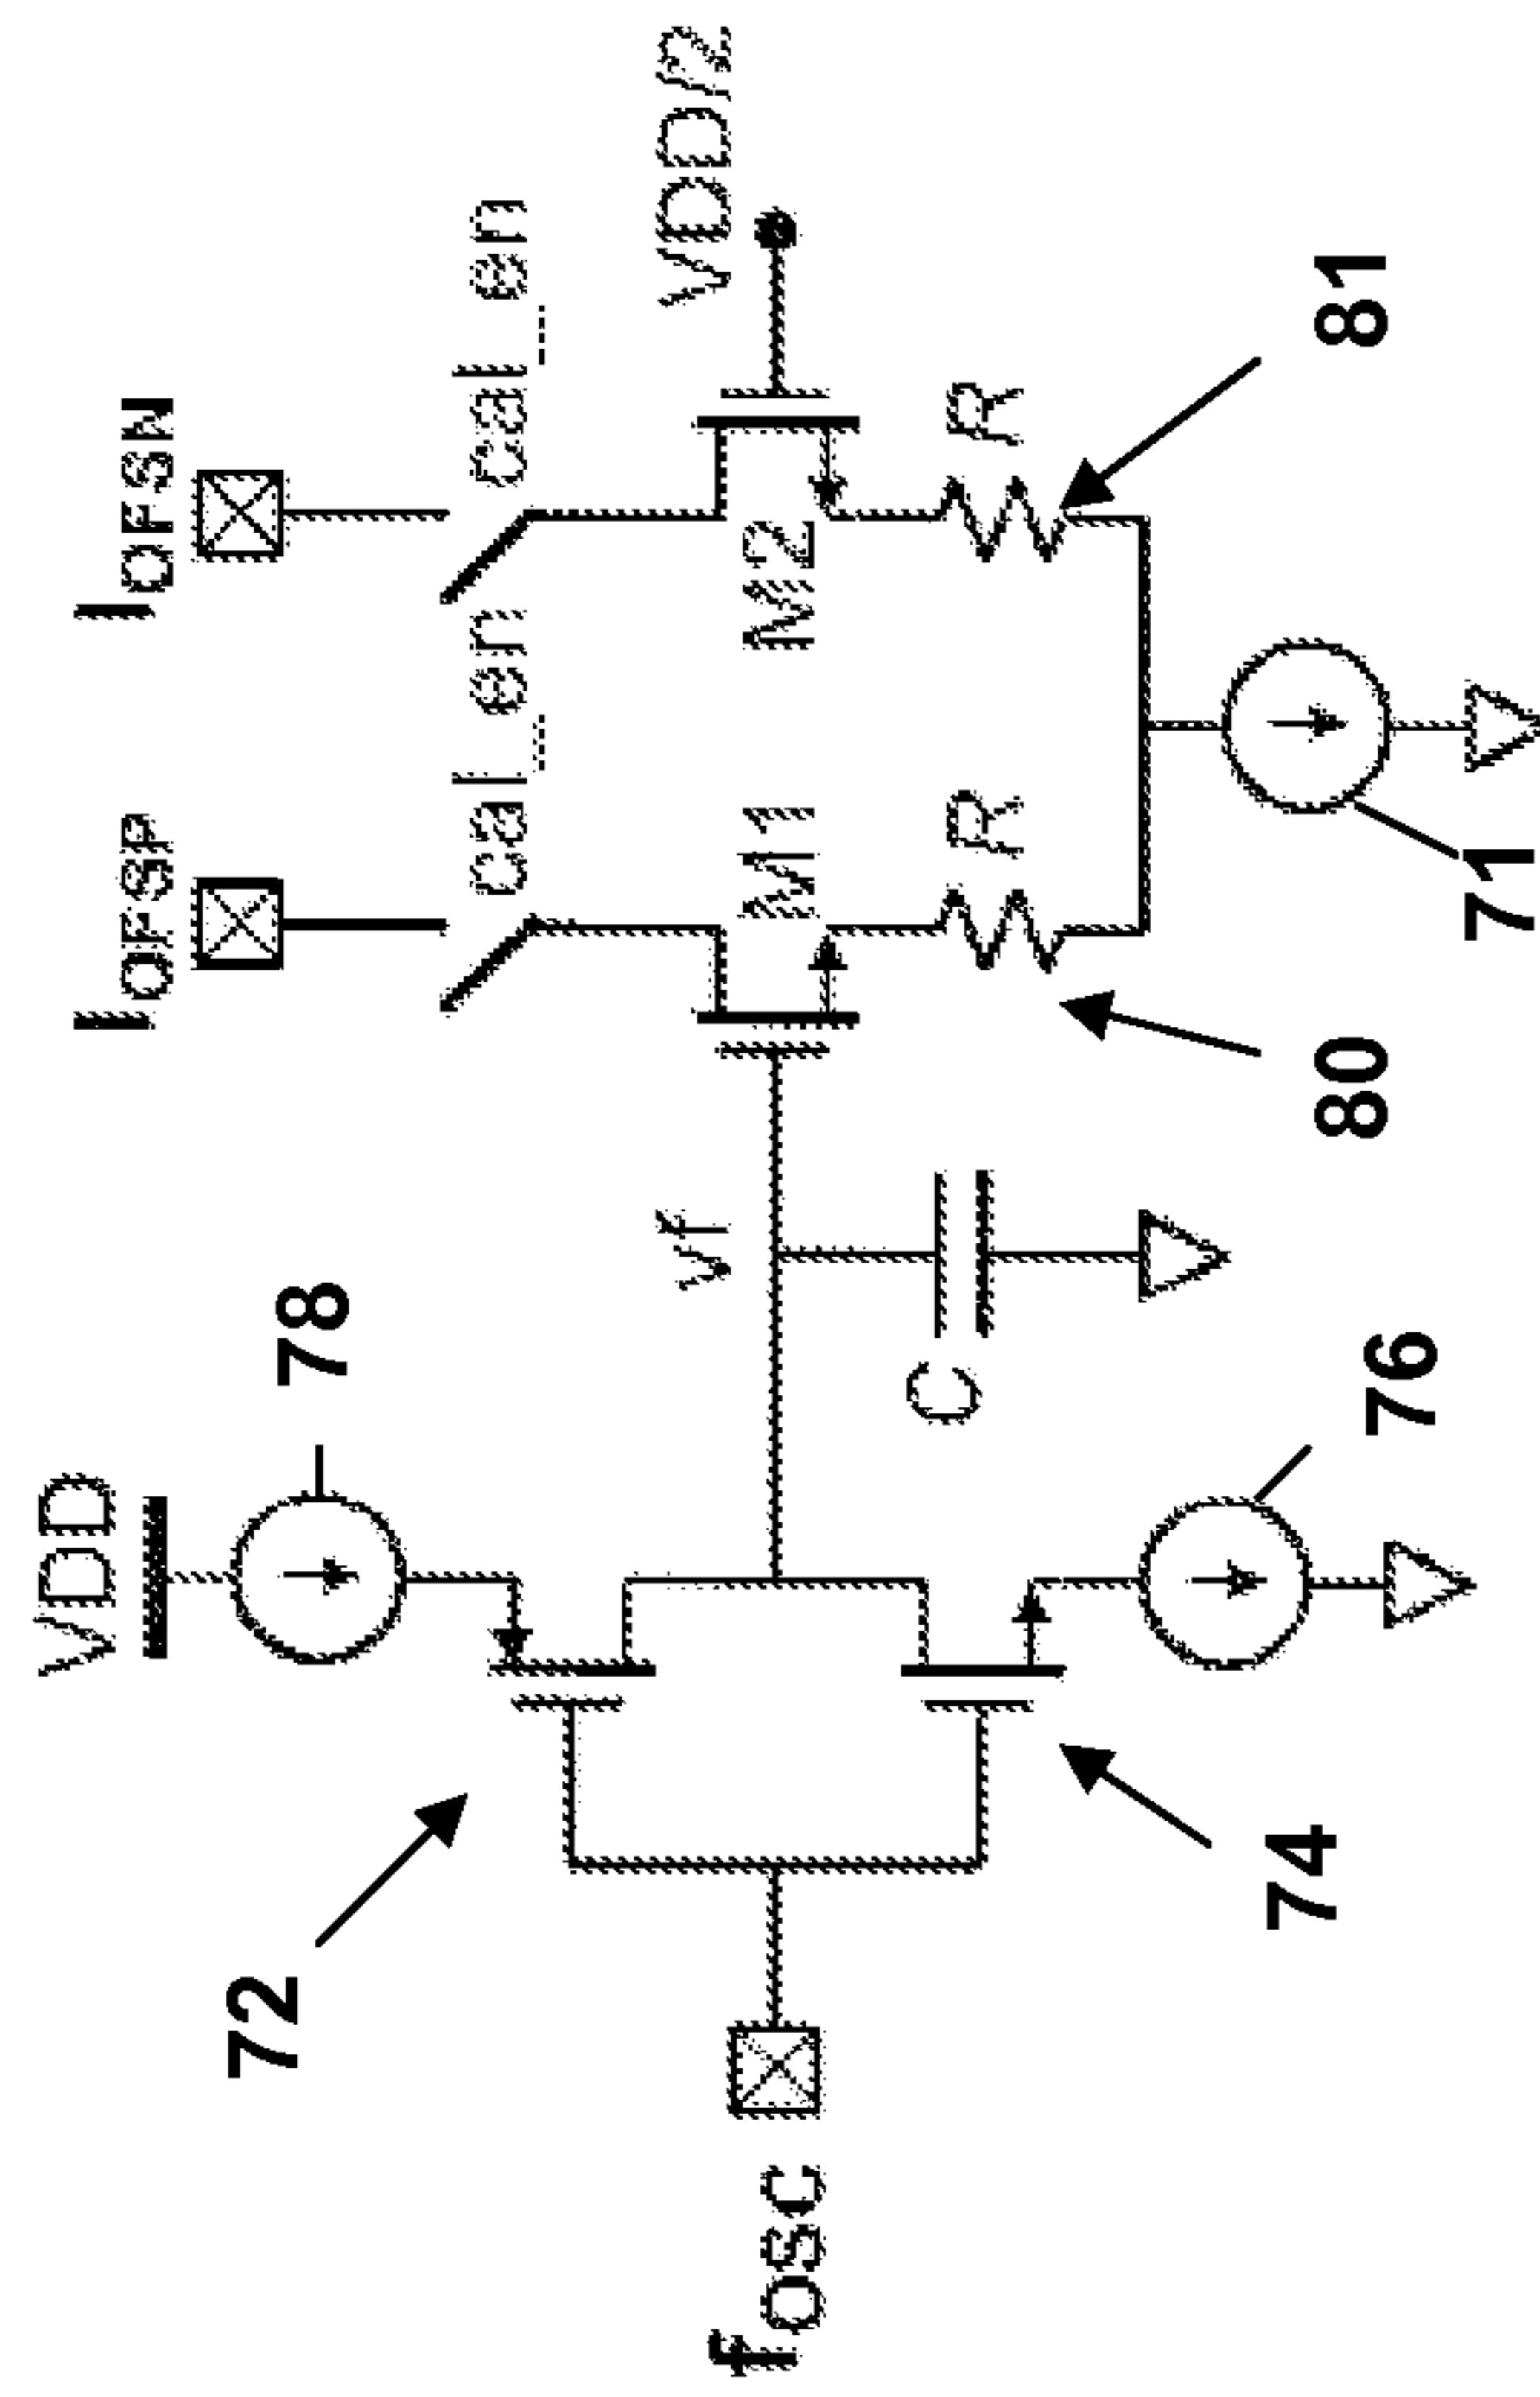 VDD
78
72
74
76
fosc
vf
C
IOFSP
IOFSN
cal_en
cal_en
M1
M2
VDD/2
R
R
80
81
71